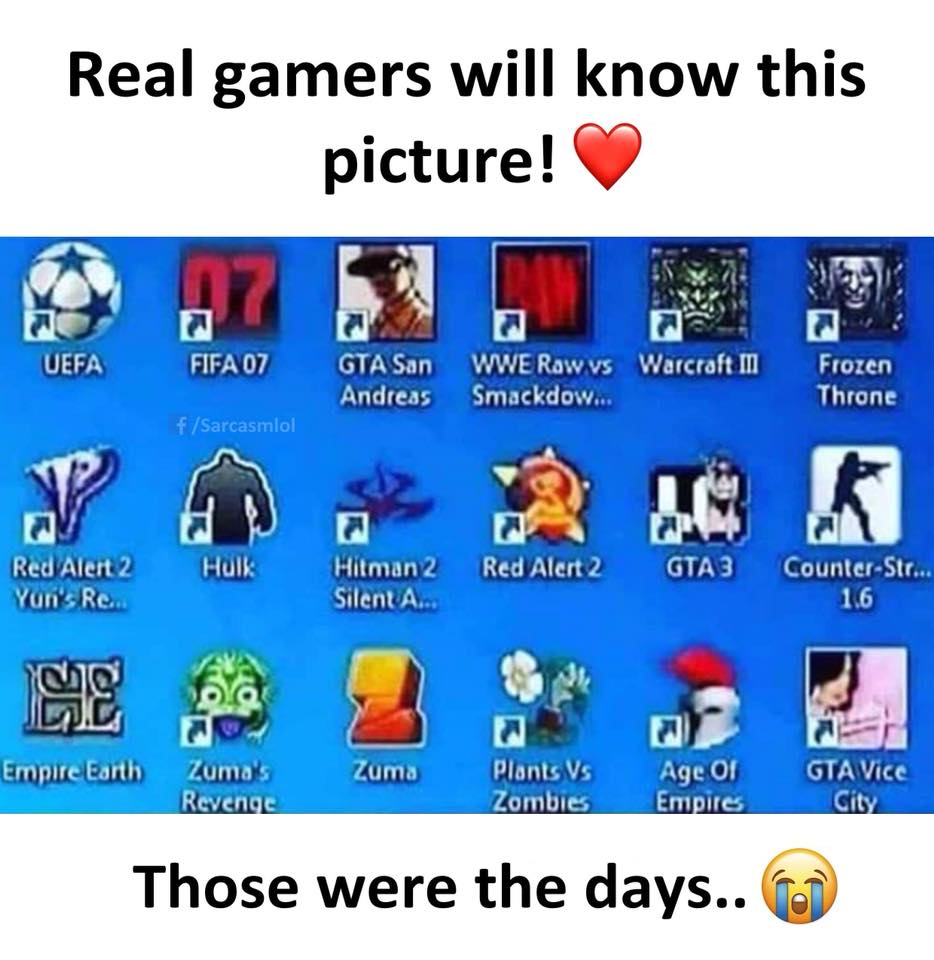 Real gamers will know this
picture! ❤️
07
UEFA
FIFA 07
GTA San
Andreas
WWE Raw vs
Smackdow...
Warcraft III
Frozen
Throne
f /Sarcasmlol
Red Alert 2
Yuri's Re...
Hulk
Hitman 2
Silent A...
Red Alert 2
GTA 3
Counter-Str...
1.6
EE
Empire Earth
Zuma's
Revenge
Zuma
Plants Vs
Zombies
Age Of
Empires
GTA Vice
City
Those were the days.. 😭